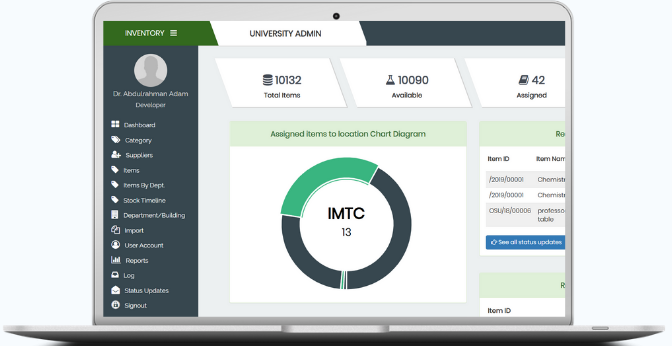 INVENTORY
UNIVERSITY ADMIN
Dr. Abdulrahman Adam
Developer
Dashboard
Category
Suppliers
Items
Items By Dept.
Stock Timeline
Department/Building
Import
User Account
Reports
Log
Status Updates
Signout
10132
Total Items
10090
Available
42
Assigned
Assigned items to location Chart Diagram
IMTC
13
Re
Item ID Item Nam
/2019/00001 Chemist
/2019/0001 Chemist
OSU/18/00006 professo
table
See all status updates
R
Item ID